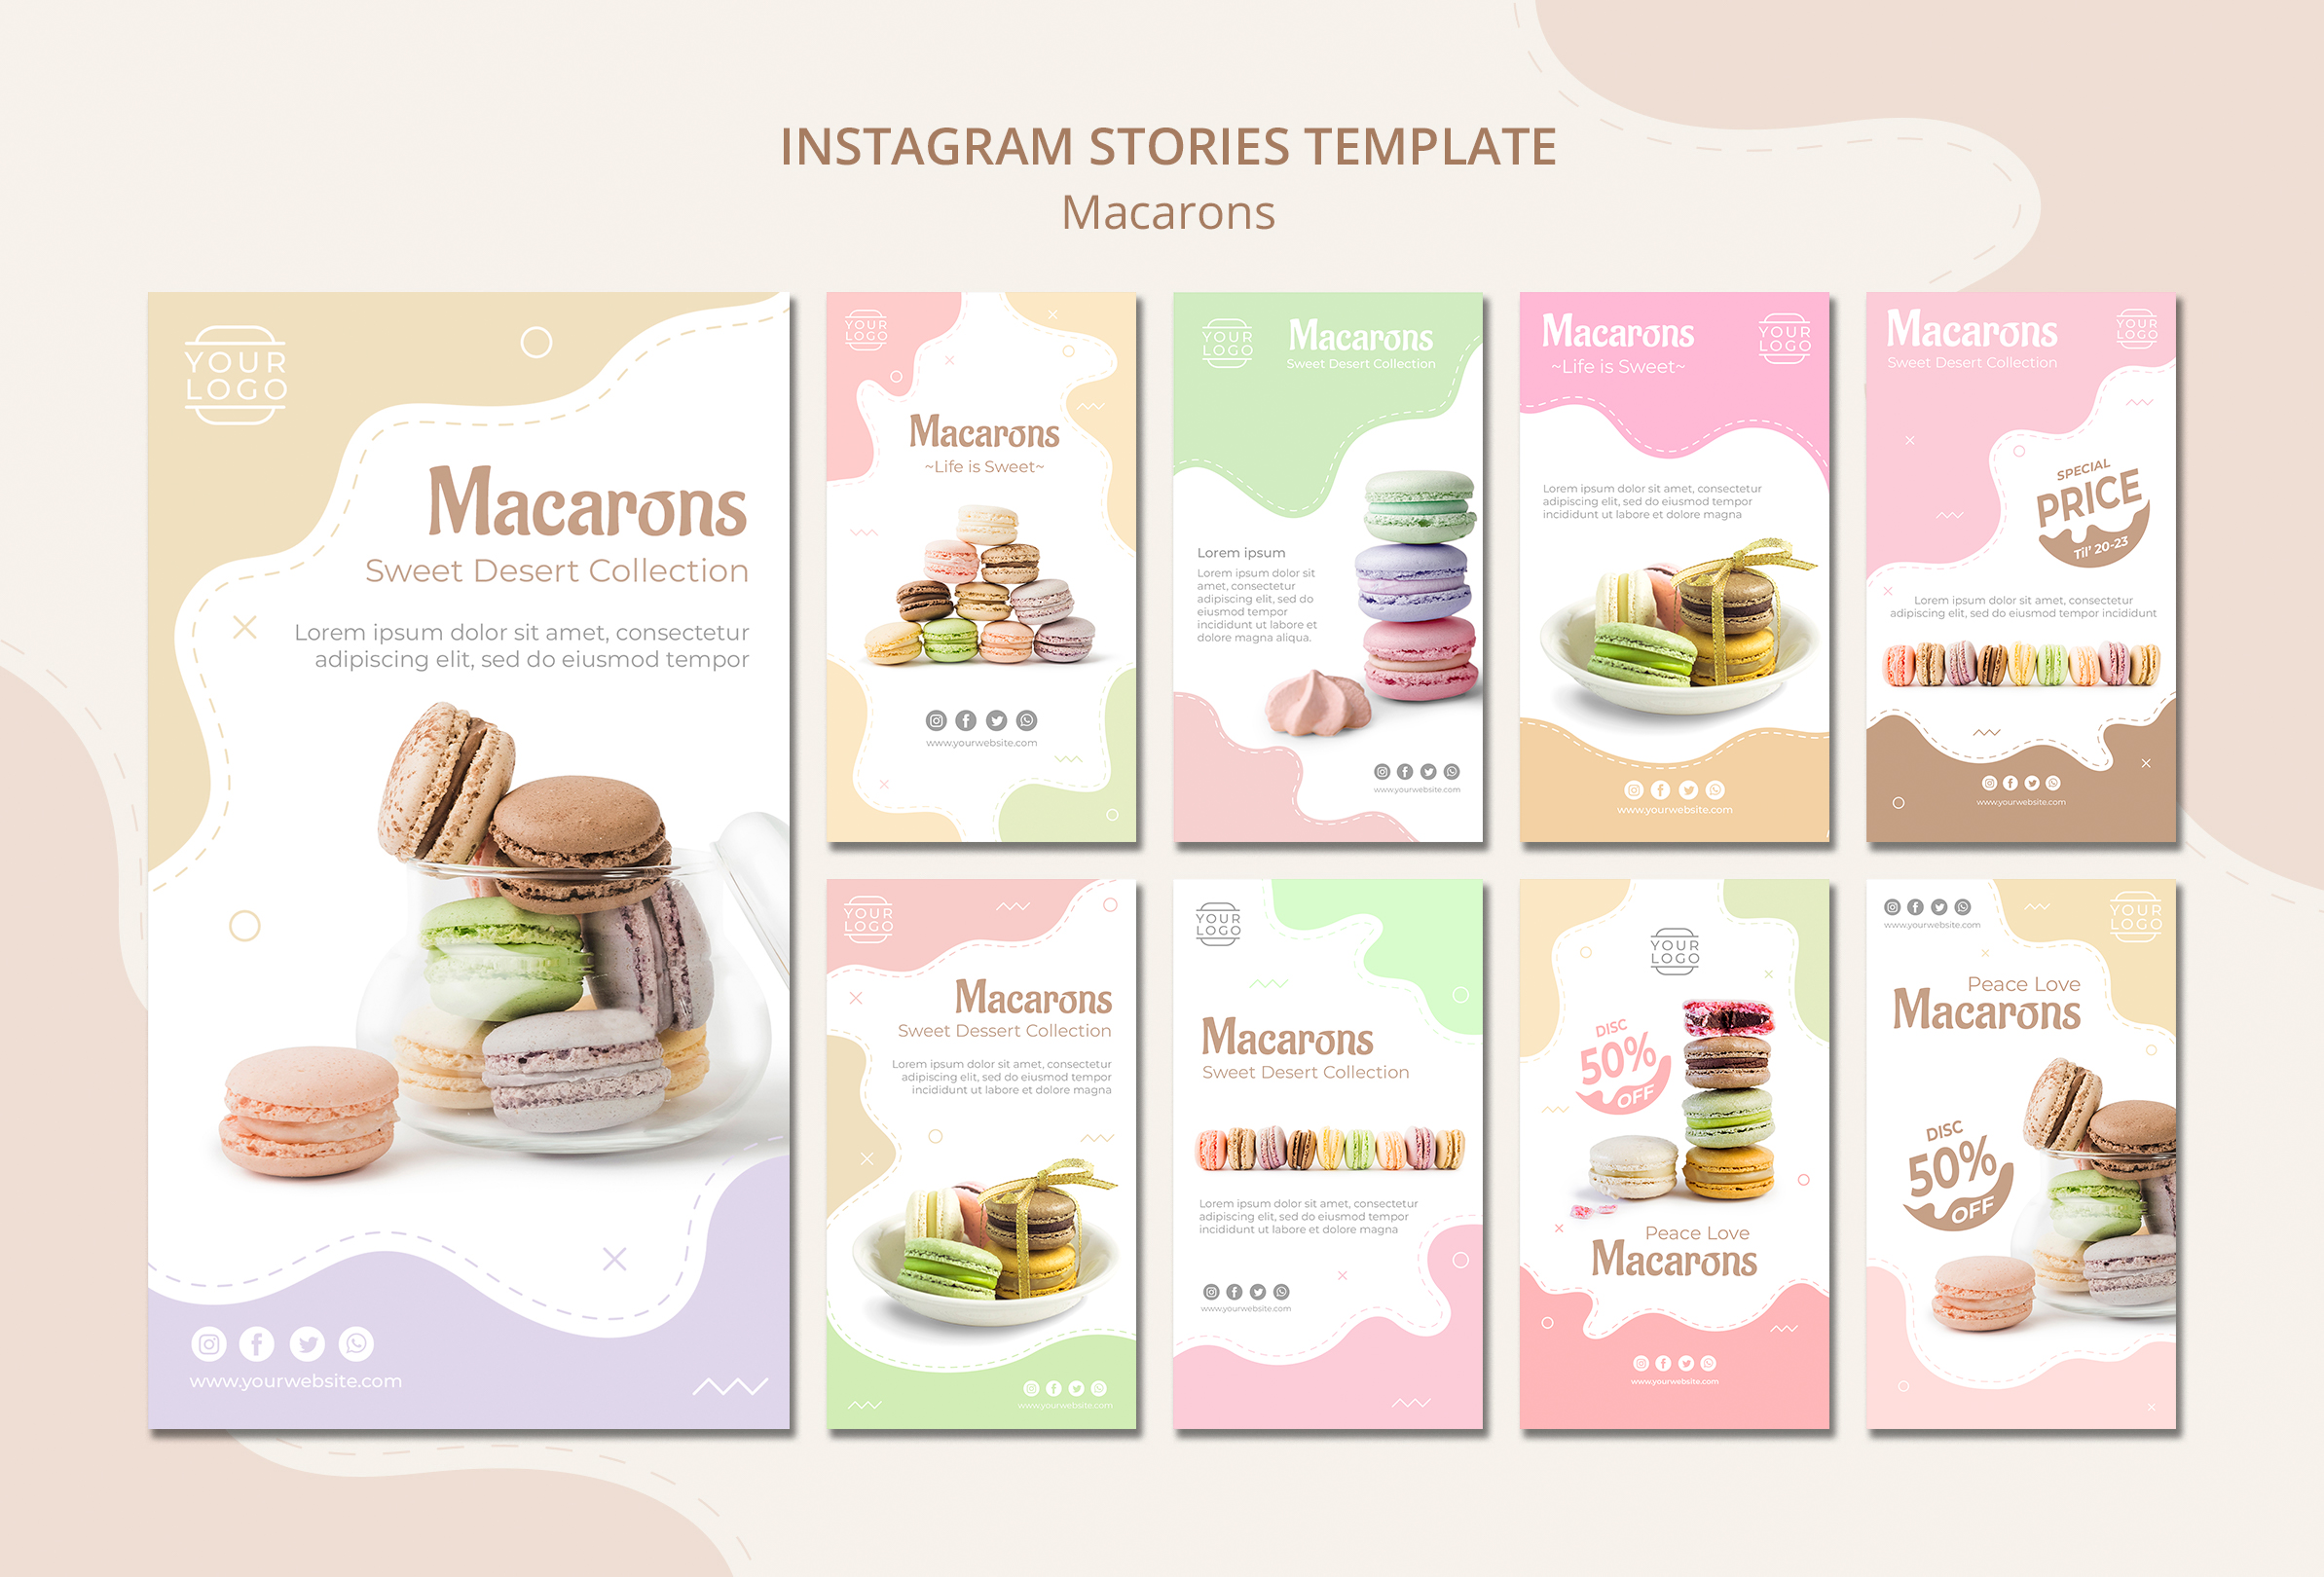 INSTAGRAM STORIES TEMPLATE
Macarons
YOUR
LOGO
Macarons
Sweet Desert Collection
Lorem ipsum dolor sit amet, consectetur
adipiscing elit, sed do eiusmod tempor
www.yourwebsite.com
YOUR
LOGO
Macarons
~Life is Sweet~
www.yourwebsite.com
YOUR
LOGO
Macarons
Sweet Desert Collection
Lorem ipsum
Lorem ipsum dolor sit
amet, consectetur
adipiscing elit, sed do
eiusmod tempor
incididunt ut labore et
dolore magna aliqua.
www.yourwebsite.com
Macarons
~Life is Sweet~
YOUR
LOGO
Lorem ipsum dolor sit amet, consectetur
adipiscing elit, sed do eiusmod tempor
incididunt ut labore et dolore magna
www.yourwebsite.com
Macarons
Sweet Desert Collection
YOUR
LOGO
SPECIAL
PRICE
Til' 20-23
Lorem ipsum dolor sit amet, consectetur
adipiscing elit, sed do eiusmod tempor incididunt
www.yourwebsite.com
YOUR
LOGO
Macarons
Sweet Dessert Collection
Lorem ipsum dolor sit amet, consectetur
adipiscing elit, sed do eiusmod tempor
incididunt ut labore et dolore magna
www.yourwebsite.com
YOUR
LOGO
Macarons
Sweet Desert Collection
Lorem ipsum dolor sit amet, consectetur
adipiscing elit, sed do eiusmod tempor
incididunt ut labore et dolore magna
www.yourwebsite.com
YOUR
LOGO
DISC
50%
OFF
Peace Love
Macarons
www.yourwebsite.com
www.yourwebsite.com
YOUR
LOGO
Peace Love
Macarons
DISC
50%
OFF